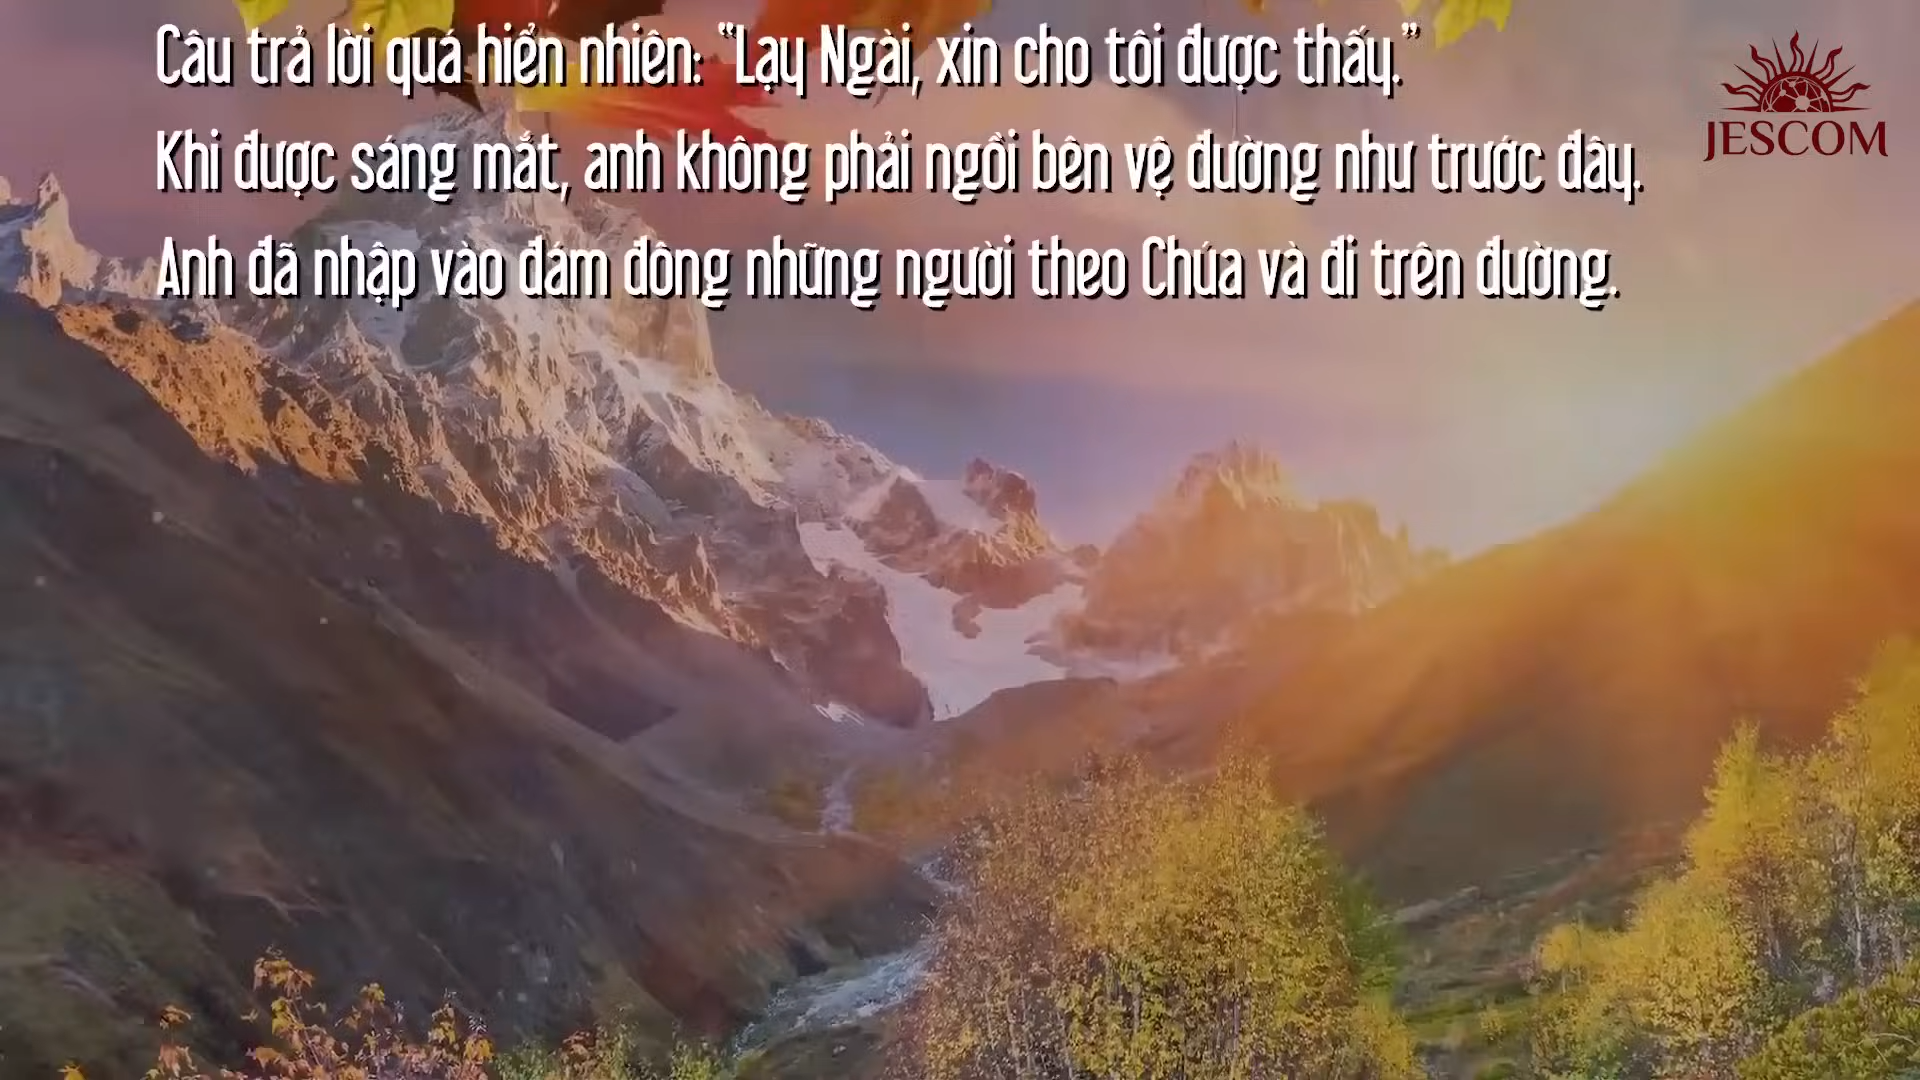 Câu trả lời quá hiển nhiên: “Lạy Ngài, xin cho tôi được thấy.”
Khi được sáng mắt, anh không phải ngồi bên vệ đường như trước đây.
Anh đã nhập vào đám đông những người theo Chúa và đi trên đường.
JESCOM